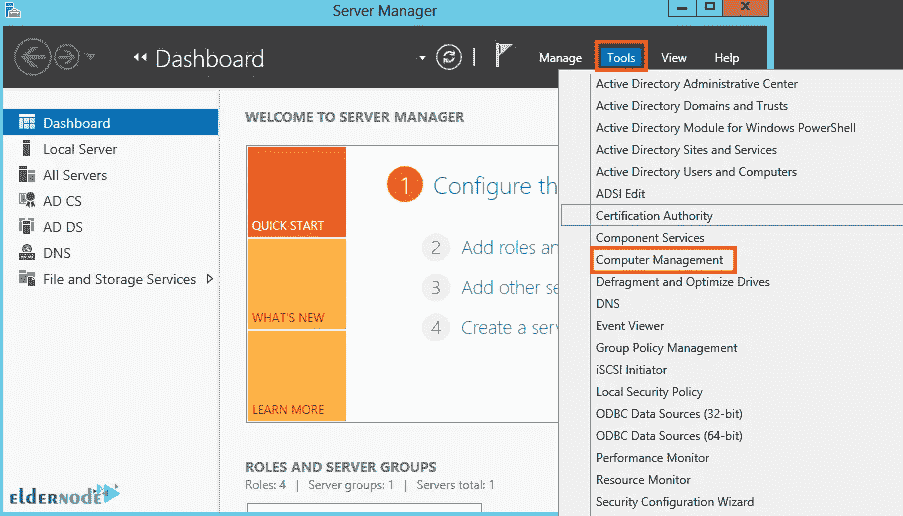 Server Manager
Dashboard
Manage
Tools
View
Help
Dashboard
Local Server
All Servers
AD CS
AD DS
DNS
File and Storage Services
WELCOME TO SERVER MANAGER
QUICK START
WHAT'S NEW
LEARN MORE
1 Configure th
2 Add roles an
3 Add other se
4 Create a serv
ROLES AND SERVER GROUPS
Roles: 4 | Server groups: 1 | Servers total: 1
Active Directory Administrative Center
Active Directory Domains and Trusts
Active Directory Module for Windows PowerShell
Active Directory Sites and Services
Active Directory Users and Computers
ADSI Edit
Certification Authority
Component Services
Computer Management
Defragment and Optimize Drives
DNS
Event Viewer
Group Policy Management
iSCSI Initiator
Local Security Policy
ODBC Data Sources (32-bit)
ODBC Data Sources (64-bit)
Performance Monitor
Resource Monitor
Security Configuration Wizard
eldernode